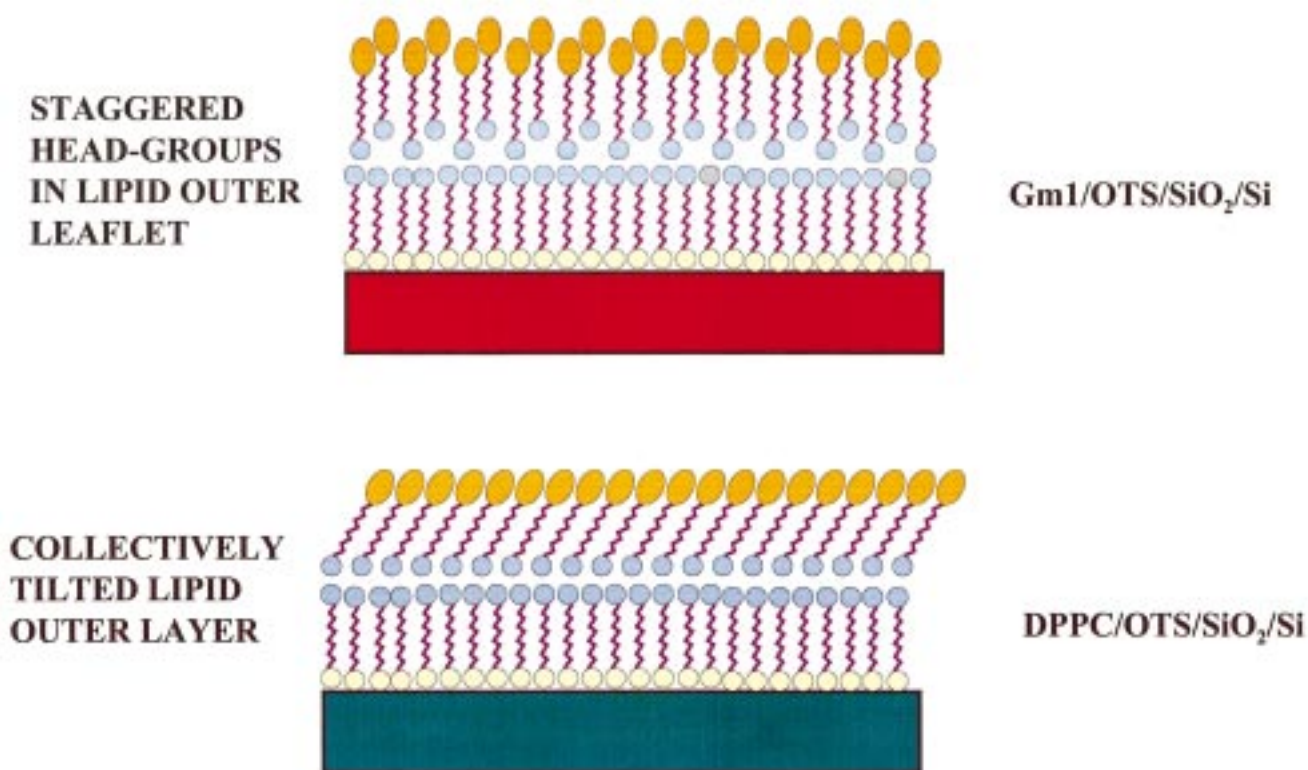 STAGGERED
HEAD-GROUPS
IN LIPID OUTER
LEAFLET
Gm1/OTS/SiO₂/Si
COLLECTIVELY
TILTED LIPID
OUTER LAYER
DPPC/OTS/SiO₂/Si